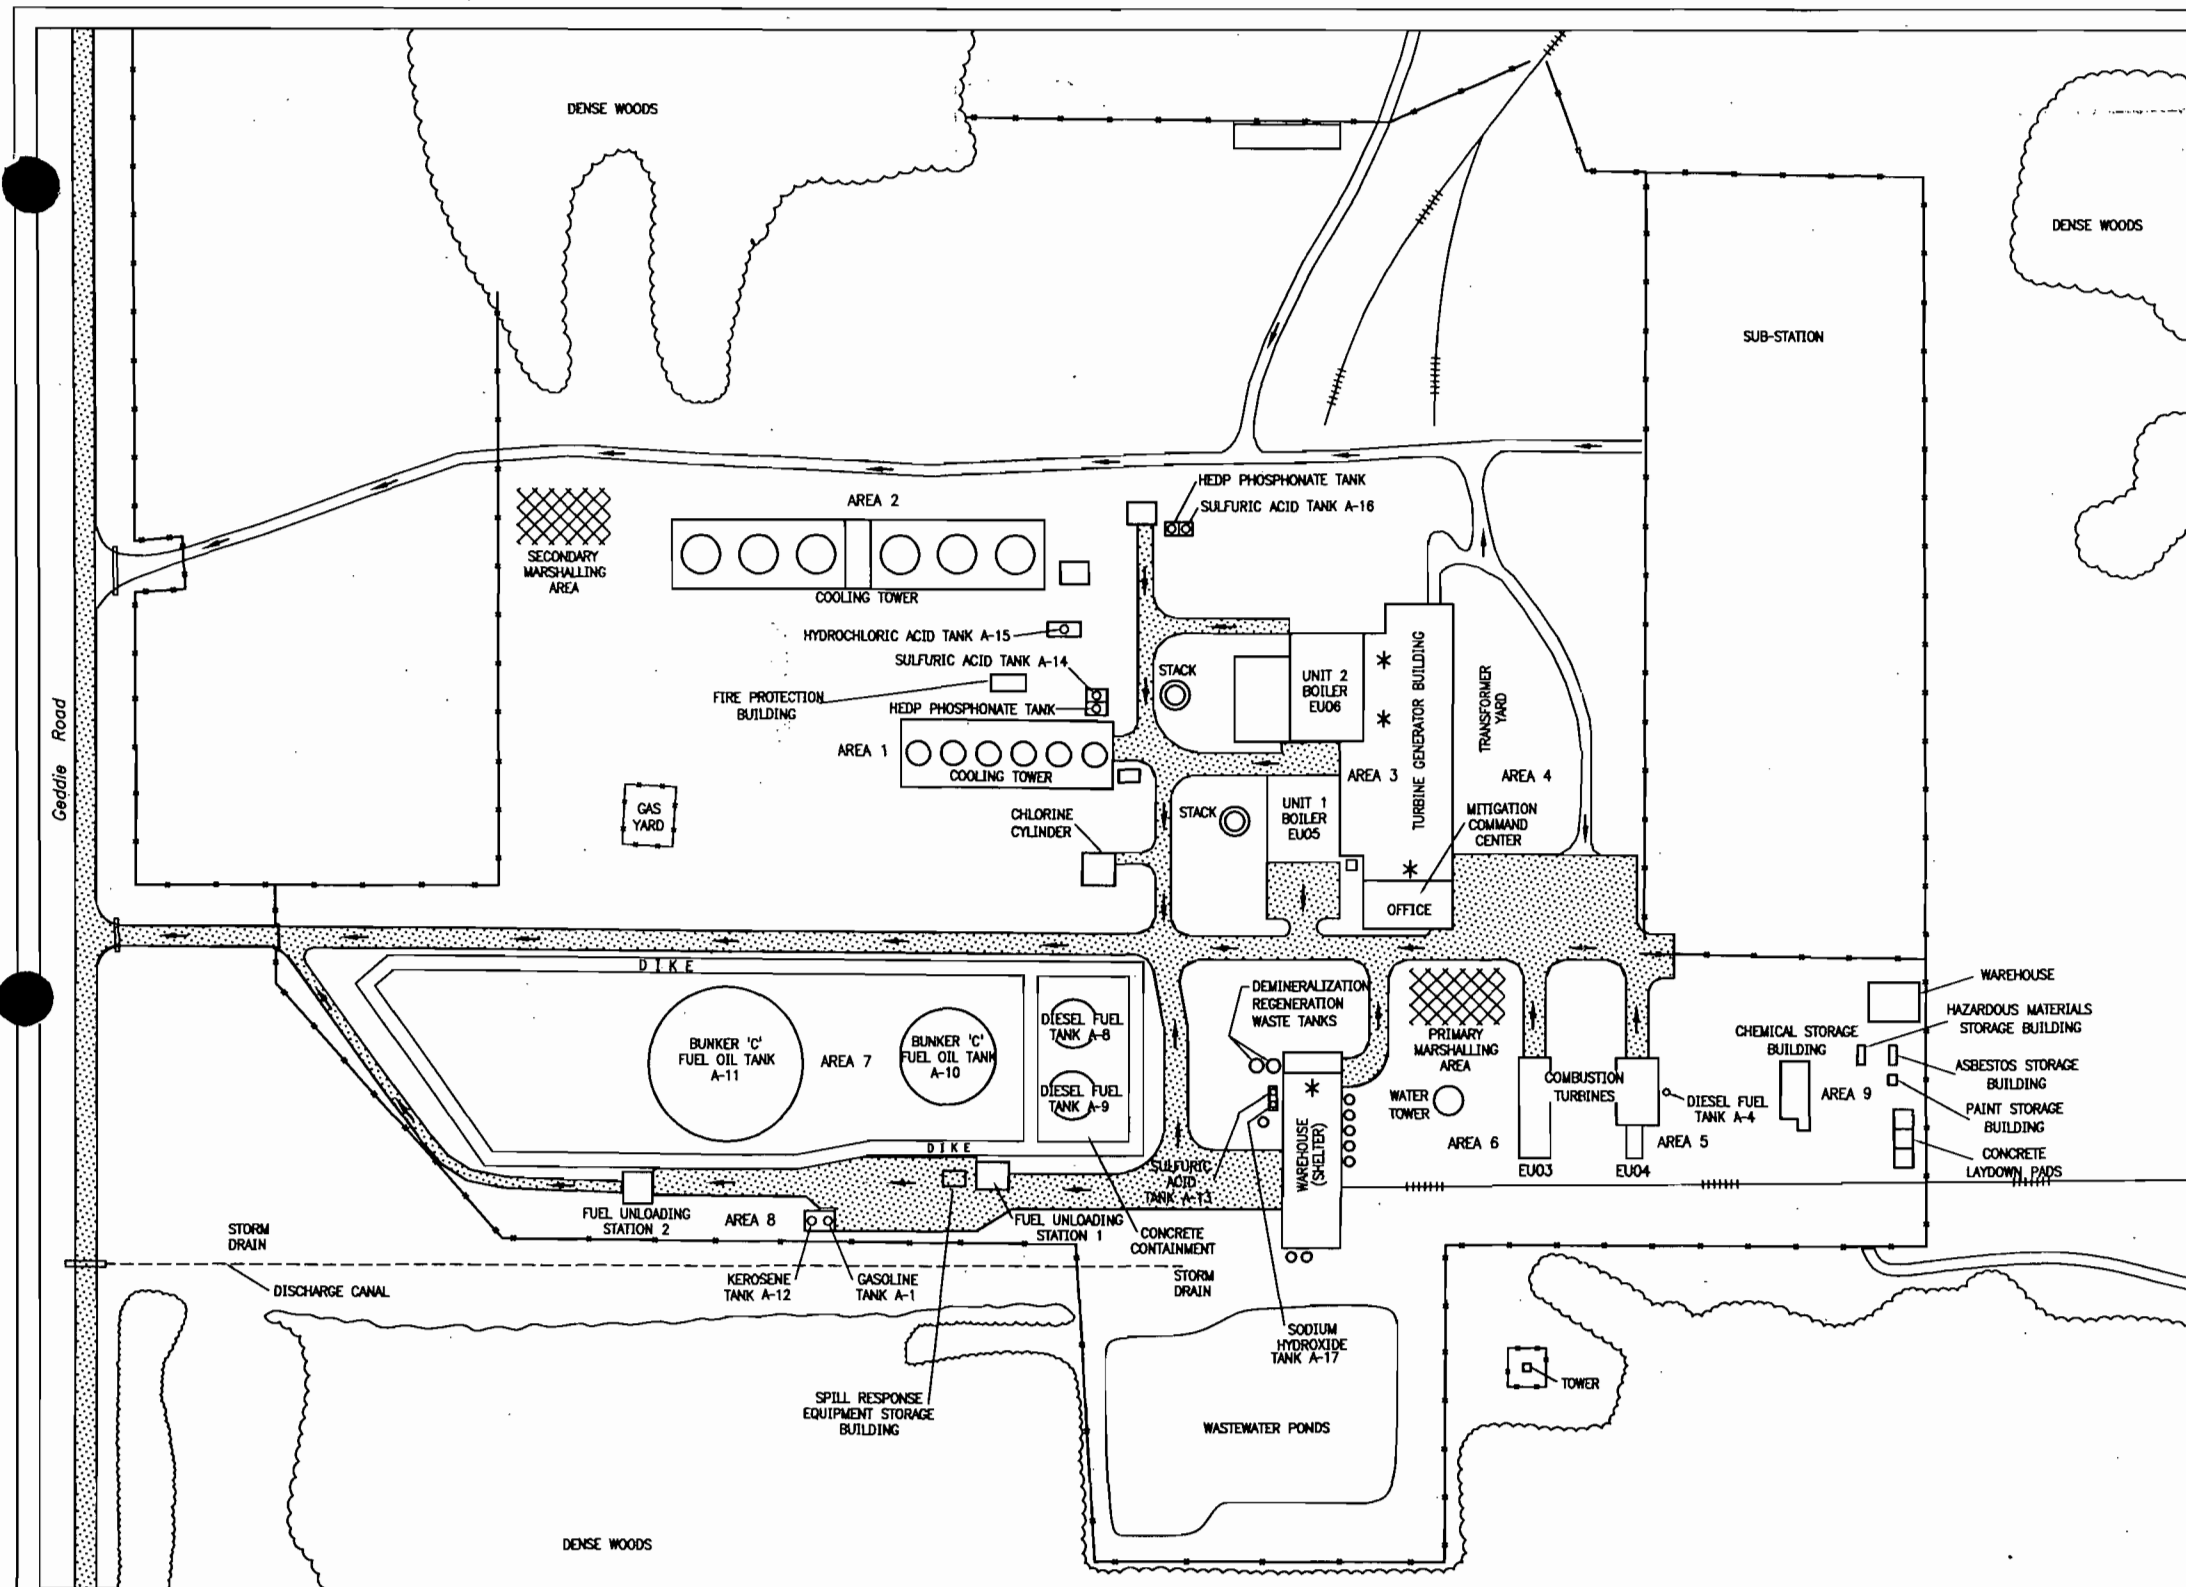 DENSE WOODS
DENSE WOODS
SUB-STATION
HEDP PHOSPHONATE TANK
SULFURIC ACID TANK A-16
AREA 2
SECONDARY
MARSHALLING
AREA
COOLING TOWER
HYDROCHLORIC ACID TANK A-15
SULFURIC ACID TANK A-14
FIRE PROTECTION
BUILDING
HEDP PHOSPHONATE TANK
STACK
UNIT 2
BOILER
EU06
TURBINE GENERATOR BUILDING
TRANSFORMER
YARD
Geddie Road
AREA 1
COOLING TOWER
AREA 3
AREA 4
GAS
YARD
CHLORINE
CYLINDER
STACK
UNIT 1
BOILER
EU05
MITIGATION
COMMAND
CENTER
OFFICE
DIKE
DEMINERALIZATION
REGENERATION
WASTE TANKS
WAREHOUSE
HAZARDOUS MATERIALS
STORAGE BUILDING
DIESEL FUEL
TANK A-8
BUNKER 'C'
FUEL OIL TANK
A-11
AREA 7
BUNKER 'C'
FUEL OIL TANK
A-10
PRIMARY
MARSHALLING
AREA
CHEMICAL STORAGE
BUILDING
ASBESTOS STORAGE
BUILDING
DIESEL FUEL
TANK A-9
WATER
TOWER
COMBUSTION
TURBINES
DIESEL FUEL
TANK A-4
AREA 9
PAINT STORAGE
BUILDING
DIKE
WAREHOUSE
(SHELTER)
AREA 6
AREA 5
EU03
EU04
CONCRETE
LAYDOWN PADS
SULFURIC
ACID
TANK A-13
FUEL UNLOADING
STATION 2
AREA 8
FUEL UNLOADING
STATION 1
CONCRETE
CONTAINMENT
STORM
DRAIN
DISCHARGE CANAL
KEROSENE
TANK A-12
GASOLINE
TANK A-1
STORM
DRAIN
SODIUM
HYDROXIDE
TANK A-17
TOWER
SPILL RESPONSE
EQUIPMENT STORAGE
BUILDING
WASTEWATER PONDS
DENSE WOODS